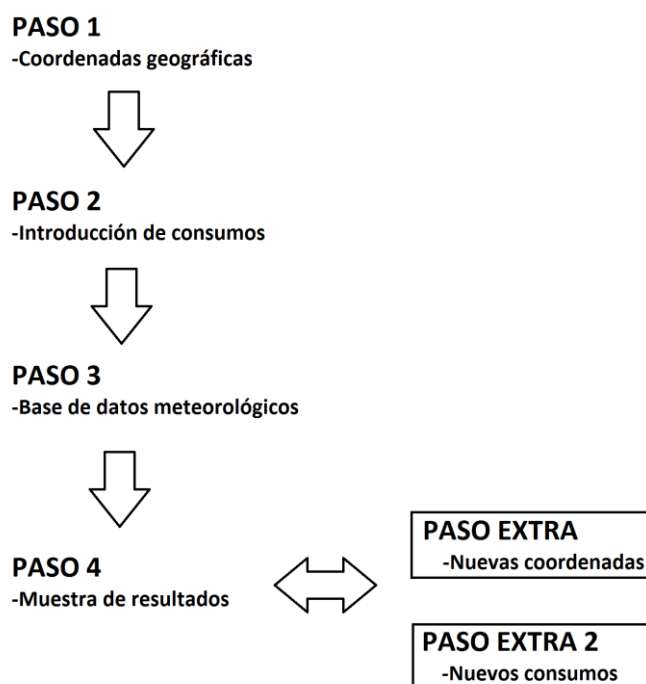 PASO 1
-Coordenadas geográficas
PASO 2
-Introducción de consumos
PASO 3
-Base de datos meteorológicos
PASO 4
-Muestra de resultados
PASO EXTRA
-Nuevas coordenadas
PASO EXTRA 2
-Nuevos consumos